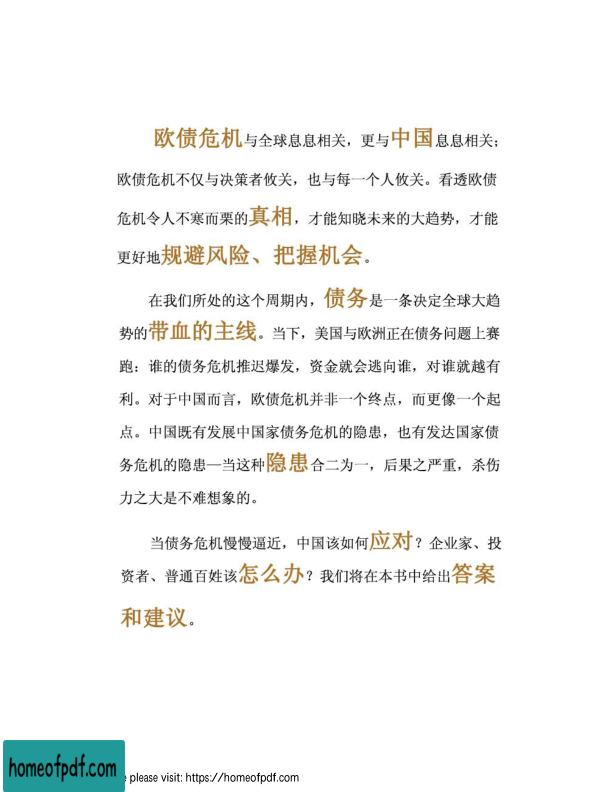 欧债危机与全球息息相关，更与中国息息相关；
欧债危机不仅与决策者攸关，也与每一个人攸关。看透欧债
危机令人不寒而栗的真相，才能知晓未来的大趋势，才能
更好地规避风险、把握机会。
在我们所处的这个周期内，债务是一条决定全球大趋
势的带血的主线。当下，美国与欧洲正在债务问题上赛
跑：谁的债务危机推迟爆发，资金就会逃向谁，对谁就越有
利。对于中国而言，欧债危机并非一个终点，而更像一个起
点。中国既有发展中国家债务危机的隐患，也有发达国家债
务危机的隐患—当这种隐患合二为一，后果之严重，杀伤
力之大是不难想象的。
当债务危机慢慢逼近，中国该如何应对？企业家、投
资者、普通百姓该怎么办？我们将在本书中给出答案
和建议。
homeofpdf.com
please visit: https://homeofpdf.com